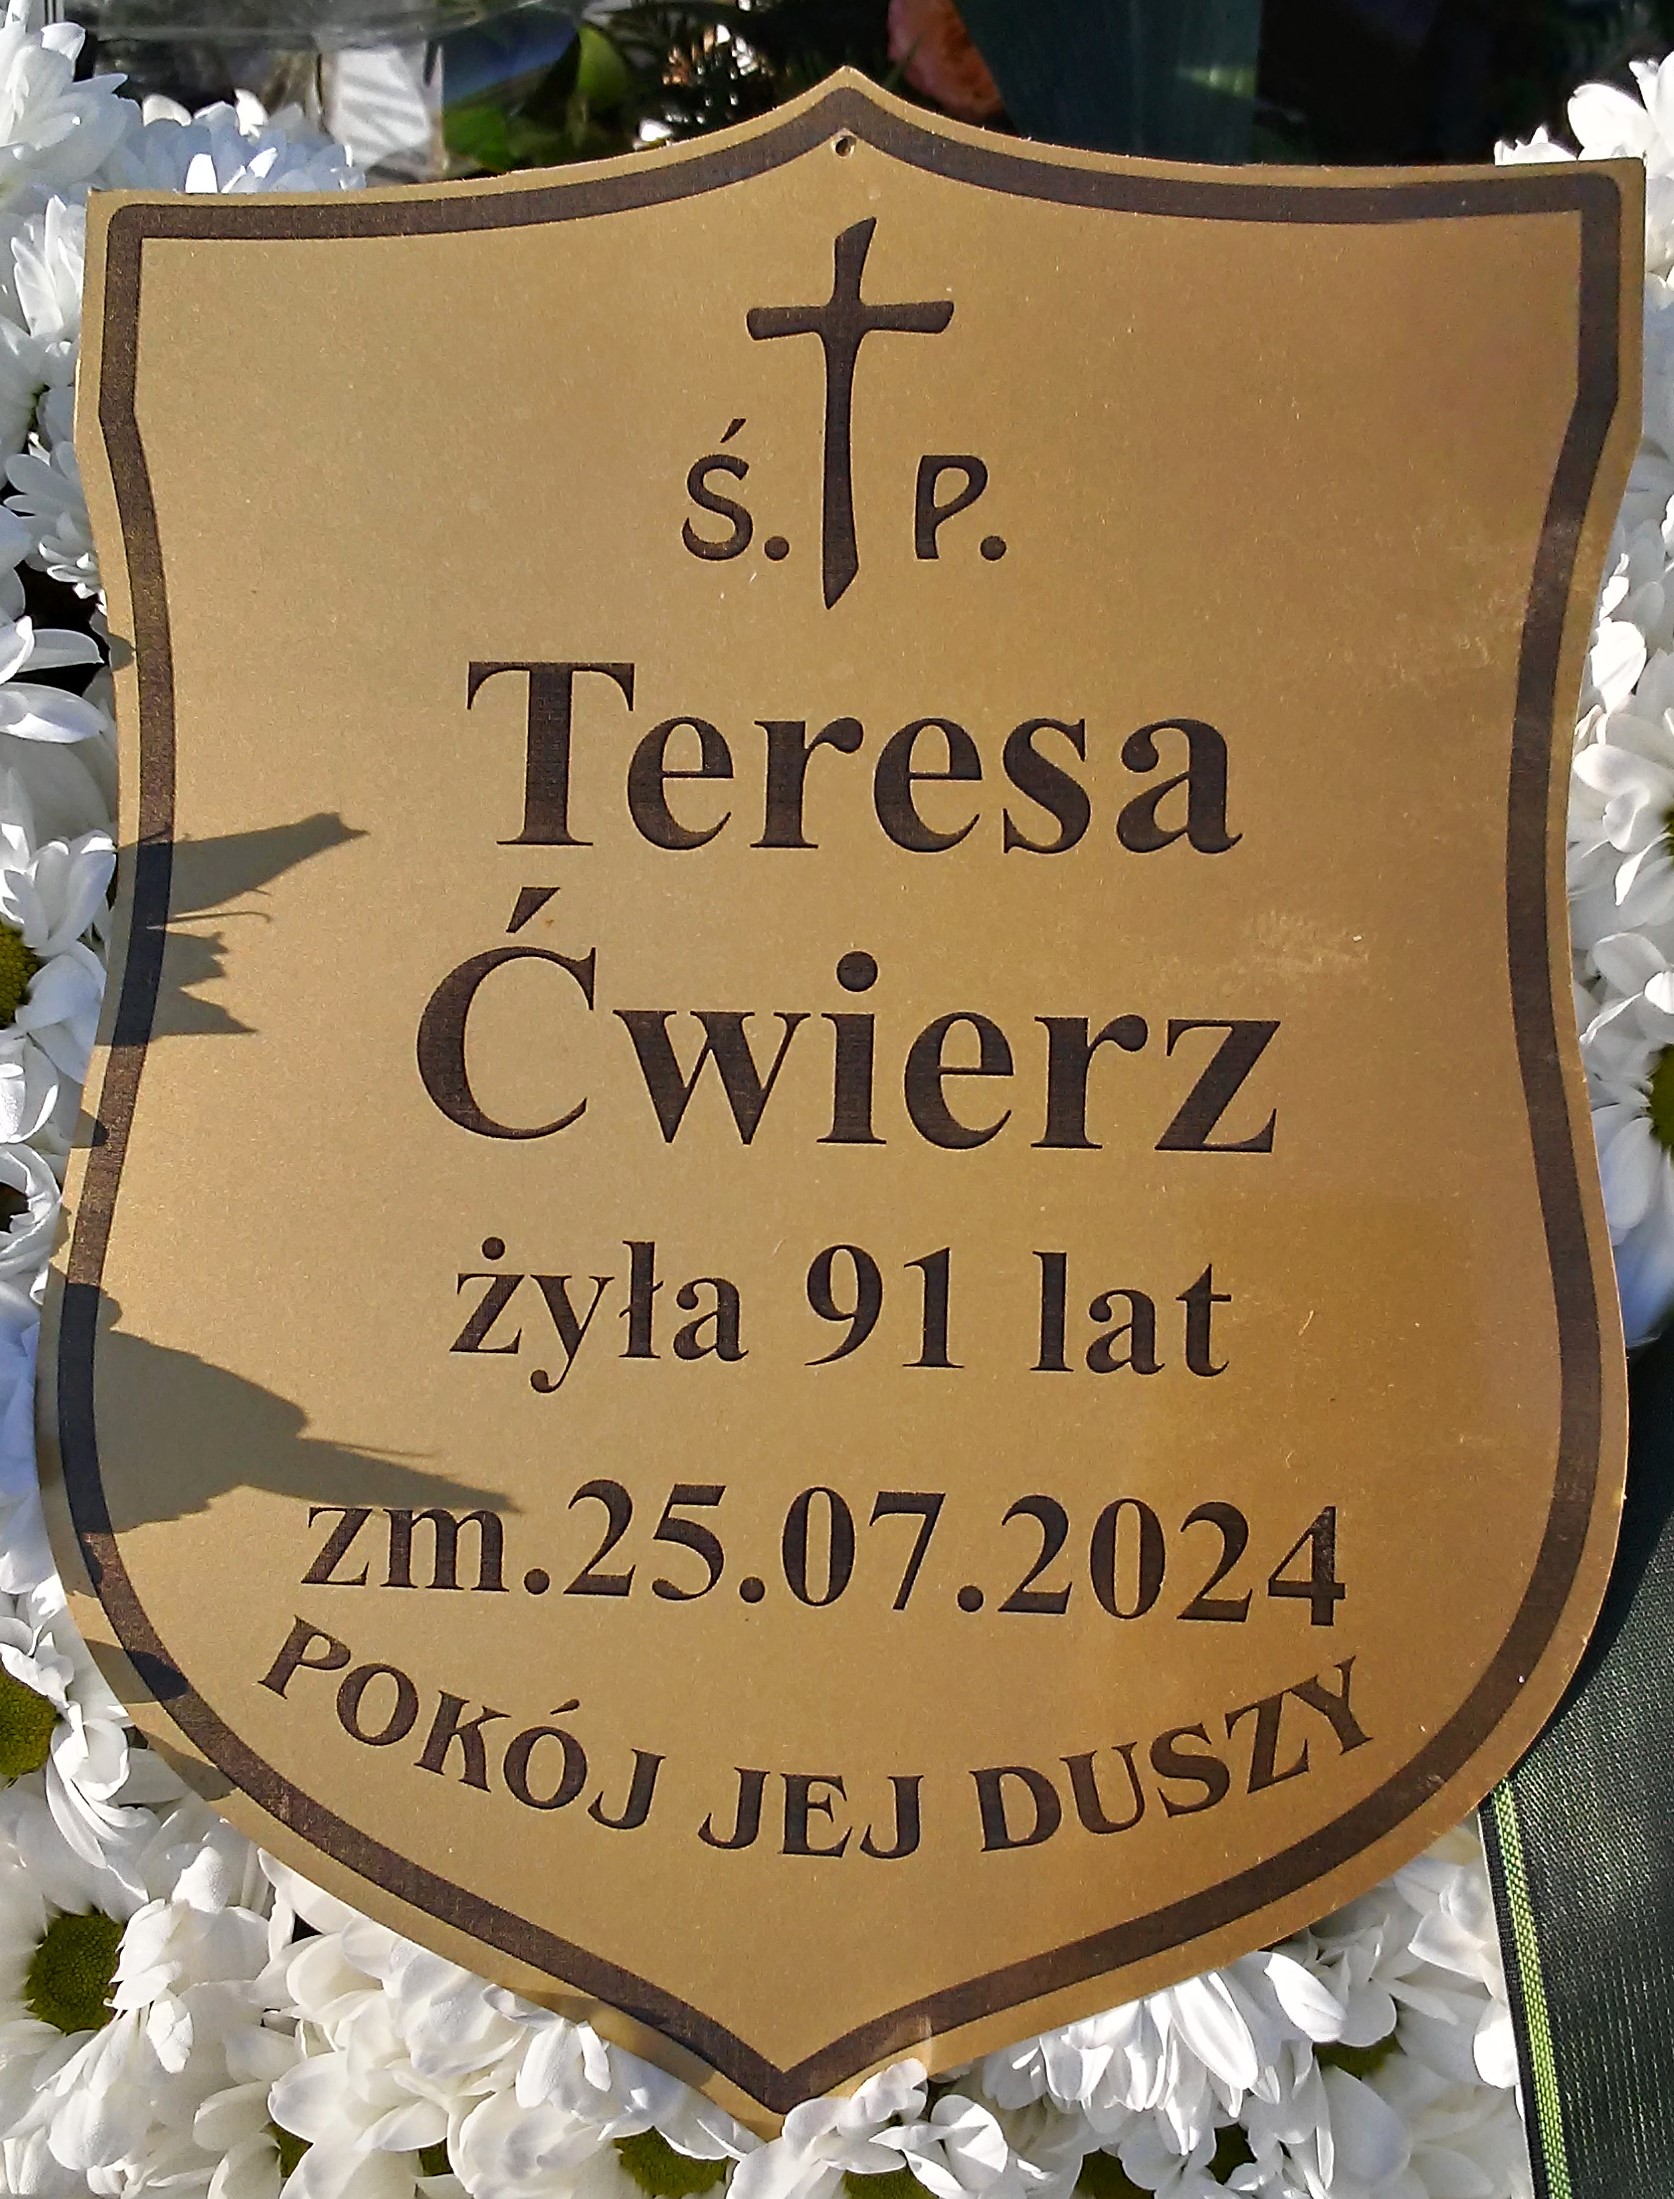 Ś. P.
Teresa
Ćwierz
żyła 91 lat
zm.25.07.2024
POKÓJ JEJ DUSZY